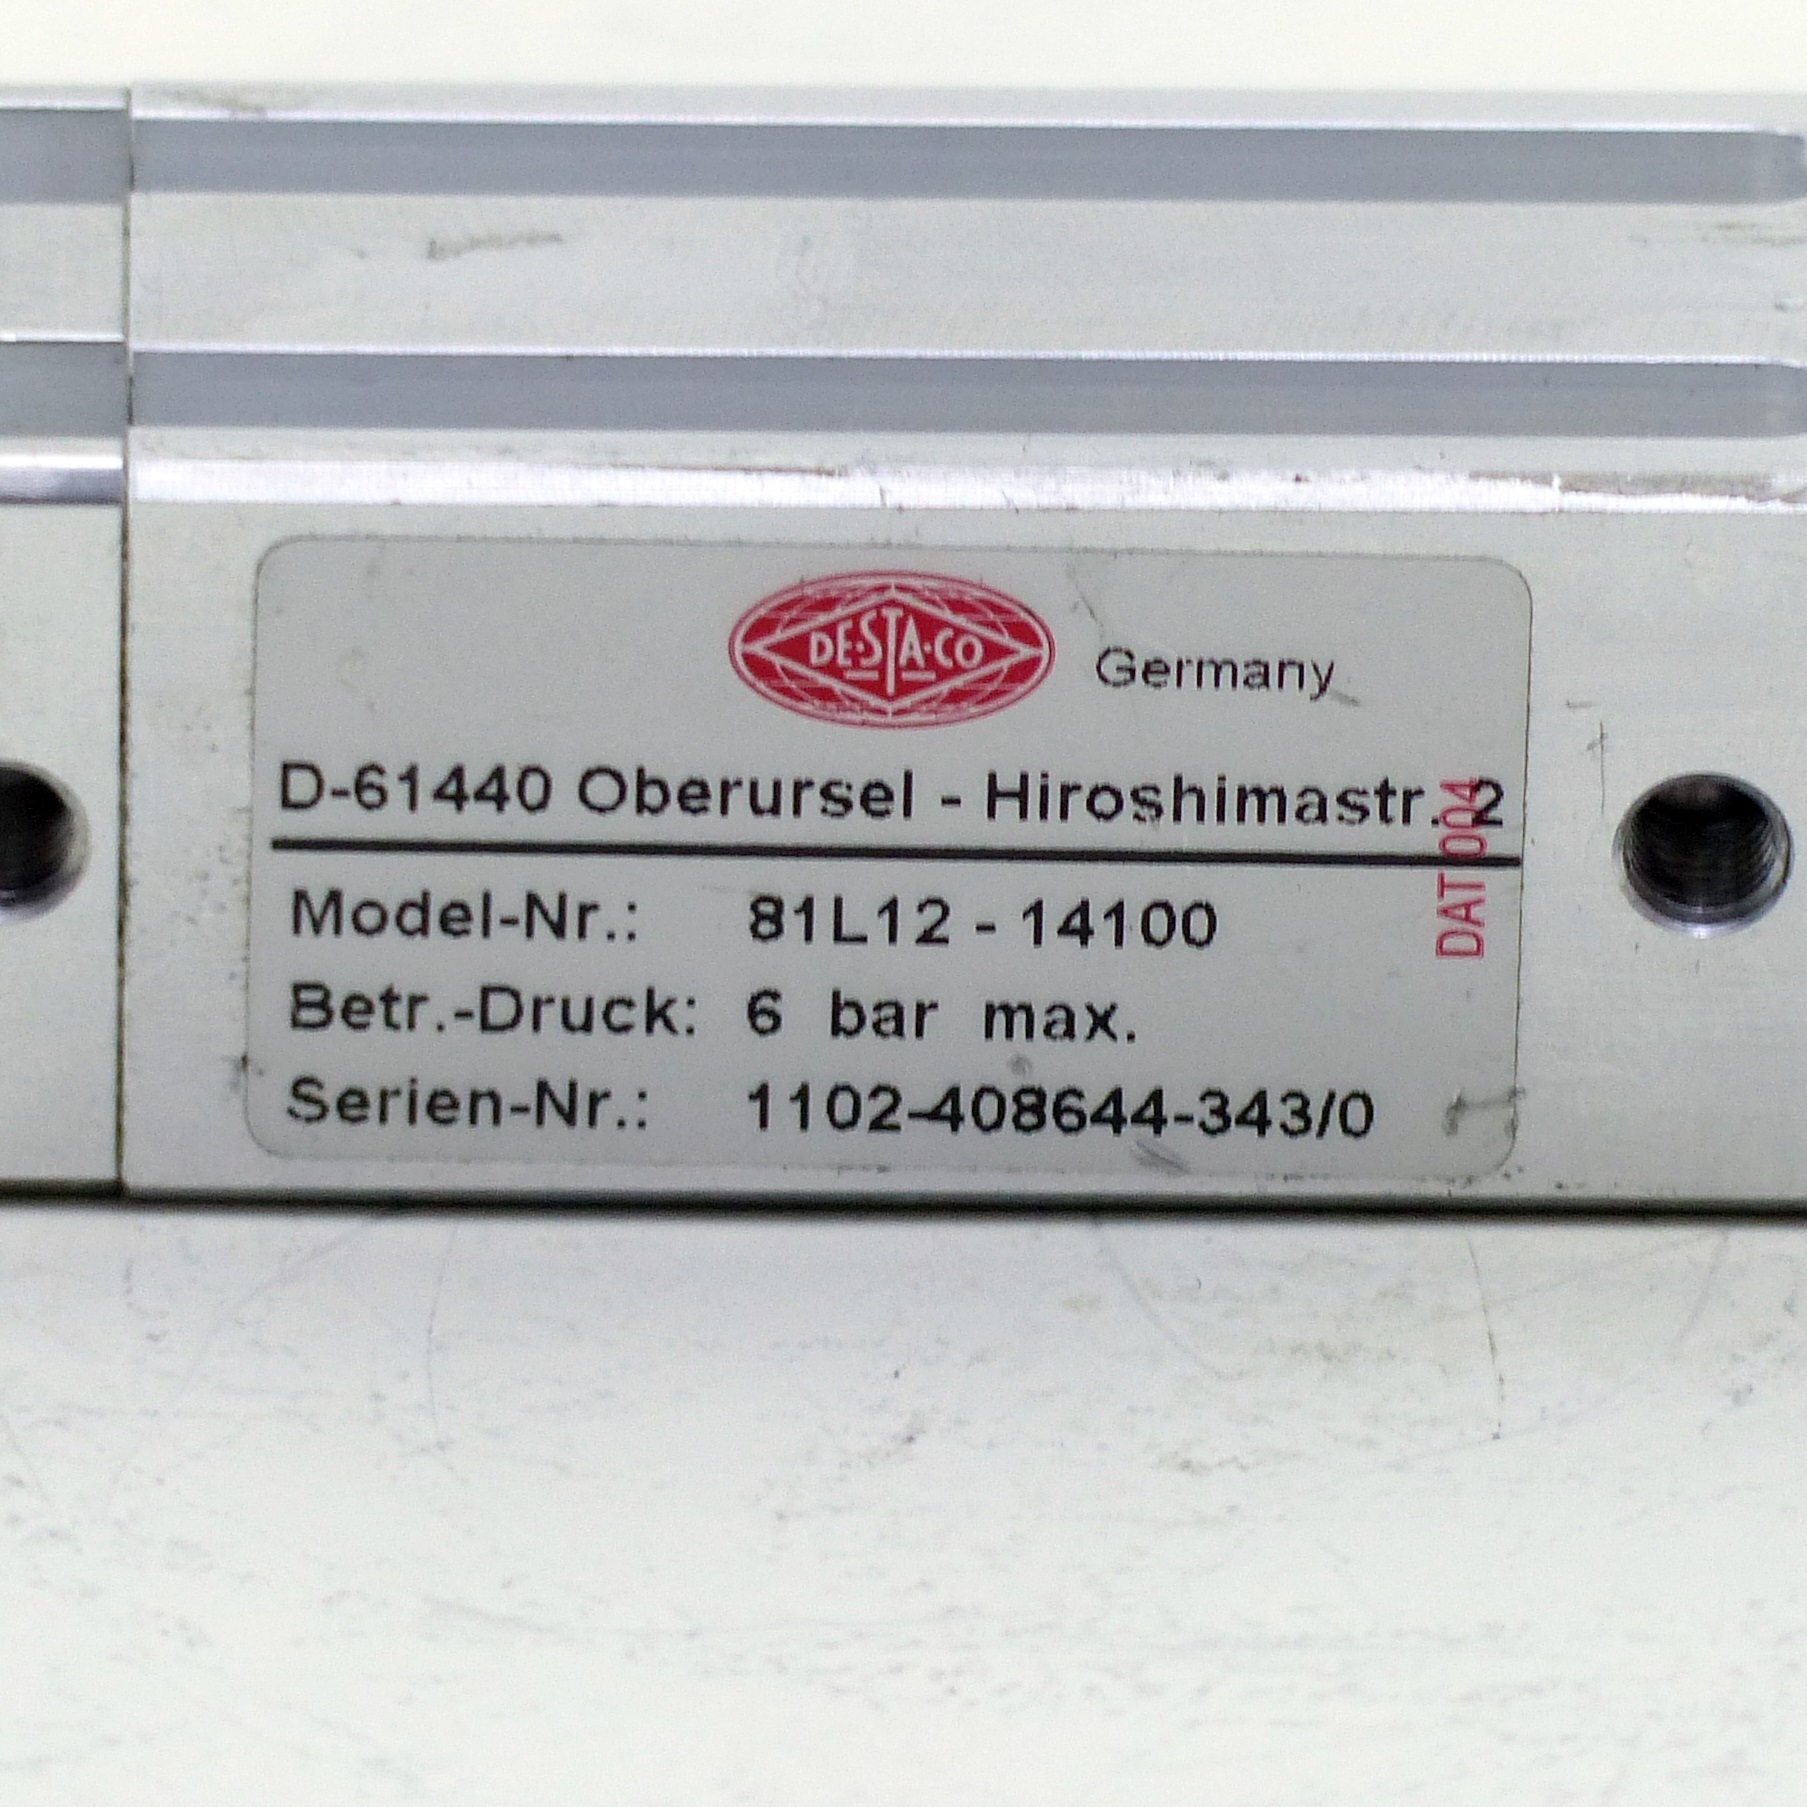 DE-STA-CO Germany
D-61440 Oberursel - Hiroshimastr. 2
Model-Nr.: 81L12 - 14100
Betr.-Druck: 6 bar max.
Serien-Nr.: 1102-408644-343/0
DAT 004